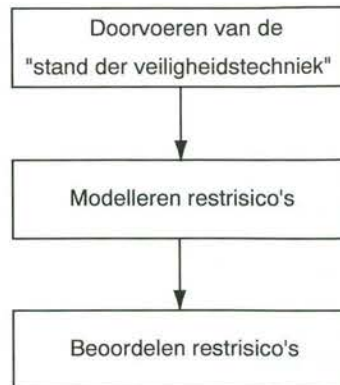 Doorvoeren van de
"stand der veiligheidstechniek"
Modelleren restrisico's
Beoordelen restrisico's